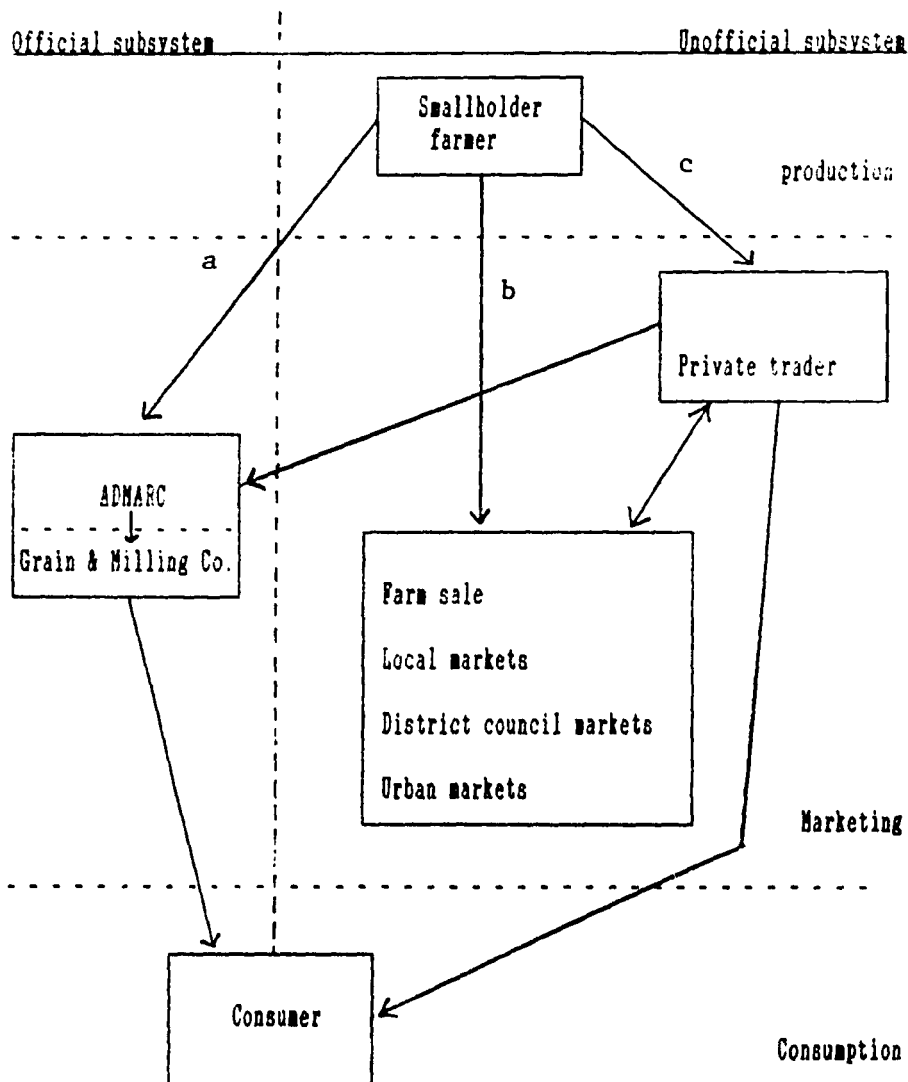 Official subsystem
Unofficial subsystem
Smallholder
farmer
c
production
a
b
Private trader
ADMARC
Grain & Milling Co.
Farm sale
Local markets
District council markets
Urban markets
Marketing
Consumer
Consumption